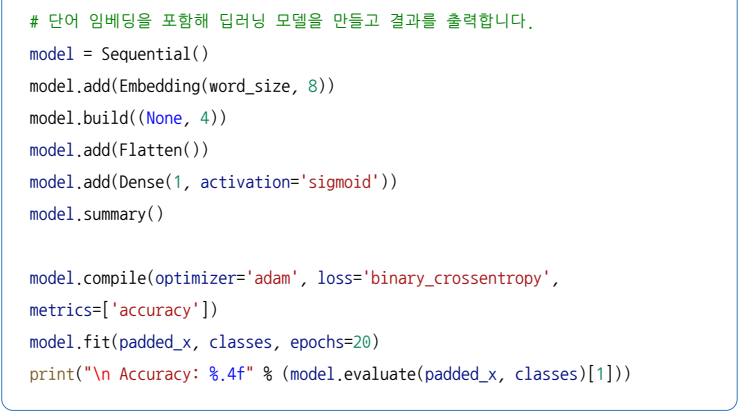 # 단어 임베딩을 포함해 딥러닝 모델을 만들고 결과를 출력합니다.
model = Sequential()
model.add(Embedding(word_size, 8))
model.build((None, 4))
model.add(Flatten())
model.add(Dense(1, activation='sigmoid'))
model.summary()
model.compile(optimizer='adam', loss='binary_crossentropy',
metrics=['accuracy'])
model.fit(padded_x, classes, epochs=20)
print("\n Accuracy: %.4f" % (model.evaluate(padded_x, classes)[1]))